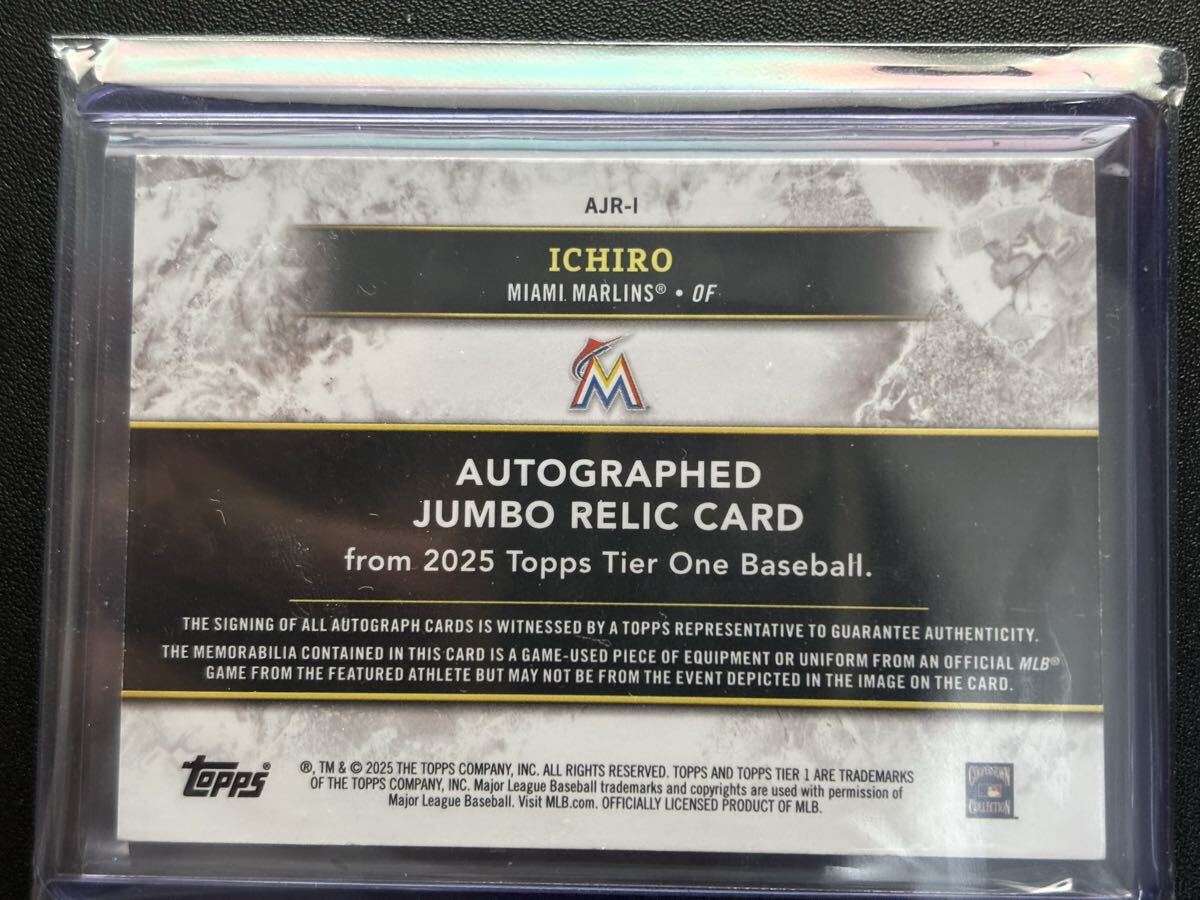 AJR-I
ICHIRO
MIAMI MARLINS® • OF
M
AUTOGRAPHED
JUMBO RELIC CARD
from 2025 Topps Tier One Baseball.
THE SIGNING OF ALL AUTOGRAPH CARDS IS WITNESSED BY A TOPPS REPRESENTATIVE TO GUARANTEE AUTHENTICITY.
THE MEMORABILIA CONTAINED IN THIS CARD IS A GAME-USED PIECE OF EQUIPMENT OR UNIFORM FROM AN OFFICIAL MLB®
GAME FROM THE FEATURED ATHLETE BUT MAY NOT BE FROM THE EVENT DEPICTED IN THE IMAGE ON THE CARD.
topps®
®, TM & © 2025 THE TOPPS COMPANY, INC. ALL RIGHTS RESERVED. TOPPS AND TOPPS TIER 1 ARE TRADEMARKS
OF THE TOPPS COMPANY, INC. Major League Baseball trademarks and copyrights are used with permission of
Major League Baseball. Visit MLB.com. OFFICIALLY LICENSED PRODUCT OF MLB.
COOPERSTOWN
COLLECTION